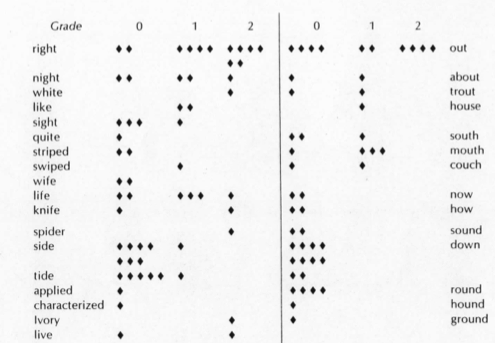 Grade 0 1 2 0 1 2
right ♦♦ ♦♦♦♦ ♦♦♦♦ ♦♦♦♦ ♦♦ ♦♦♦♦ out
♦♦
night ♦♦ ♦♦ ♦ ♦ ♦ about
white ♦ ♦ ♦ trout
like ♦♦ ♦ house
sight ♦♦♦ ♦
quite ♦ ♦♦ ♦ south
striped ♦♦ ♦ ♦♦♦ mouth
swiped ♦ ♦ ♦ couch
wife ♦♦
life ♦♦ ♦♦♦ ♦ ♦♦ now
knife ♦ ♦♦ how
spider ♦ ♦♦ sound
side ♦♦♦♦ ♦ ♦♦♦♦ down
♦♦♦ ♦♦♦♦
tide ♦♦♦♦♦ ♦ ♦♦
applied ♦ ♦♦♦♦ round
characterized ♦ ♦ hound
Ivory ♦ ♦ ground
live ♦ ♦